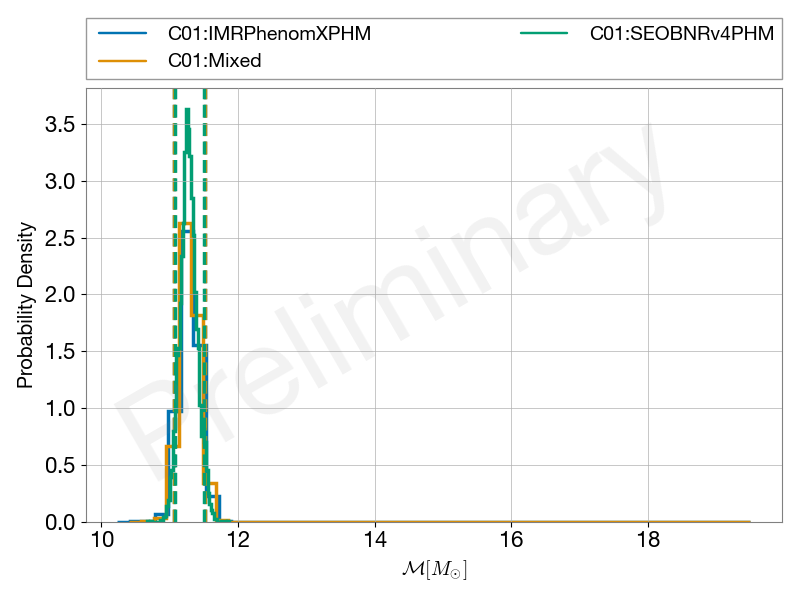 C01:IMRPhenomXPHM
C01:SEOBNRv4PHM
C01:Mixed
Probability Density
3.5
3.0
2.5
2.0
1.5
1.0
0.5
0.0
Preliminary
10 12 14 16 18
ℳ[M⊙]